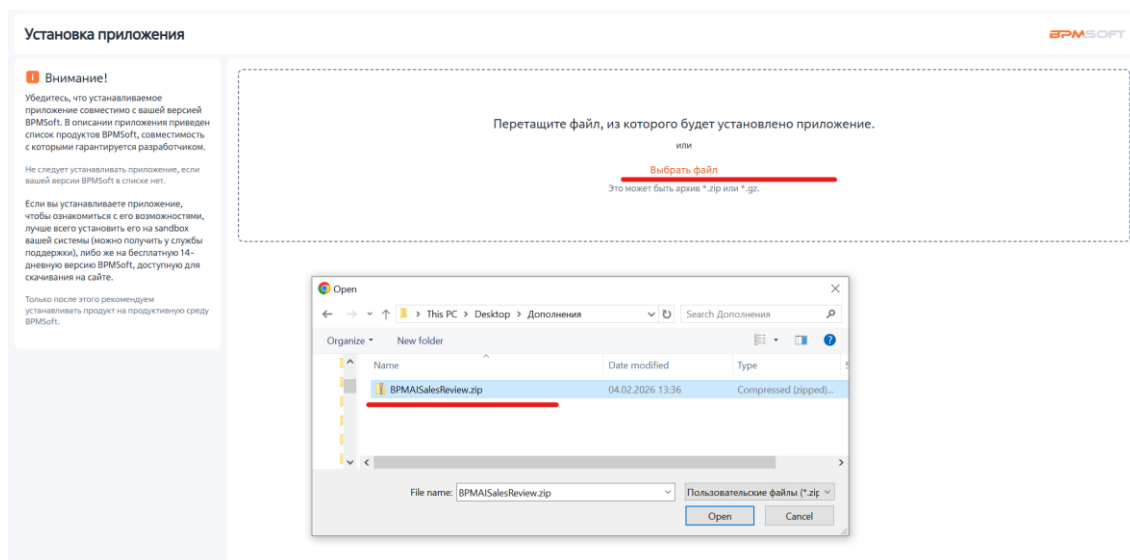 Установка приложения
BPMSOFT
Внимание!
Убедитесь, что устанавливаемое
приложение совместимо с вашей версией
BPMSoft. В описании приложения приведен
список продуктов BPMSoft, совместимость
с которыми гарантируется разработчиком.
Не следует устанавливать приложение, если
вашей версии BPMSoft в списке нет.
Если вы устанавливаете приложение,
чтобы ознакомиться с его возможностями,
лучше всего установить его на sandbox
вашей системы (можно получить у службы
поддержки), либо же на бесплатную 14-
дневную версию BPMSoft, доступную для
скачивания на сайте.
Только после этого рекомендуем
устанавливать продукт на продуктивную среду
BPMSoft.
Перетащите файл, из которого будет установлено приложение.
или
Выбрать файл
Это может быть архив *.zip или *.gz.
Open
This PC > Desktop > Дополнения
Search Дополнения
Organize
New folder
Name
Date modified
Type
S
BPMAISalesReview.zip
04.02.2026 13:36
Compressed (zipped)...
File name:
BPMAISalesReview.zip
Пользовательские файлы (*.zip
Open
Cancel